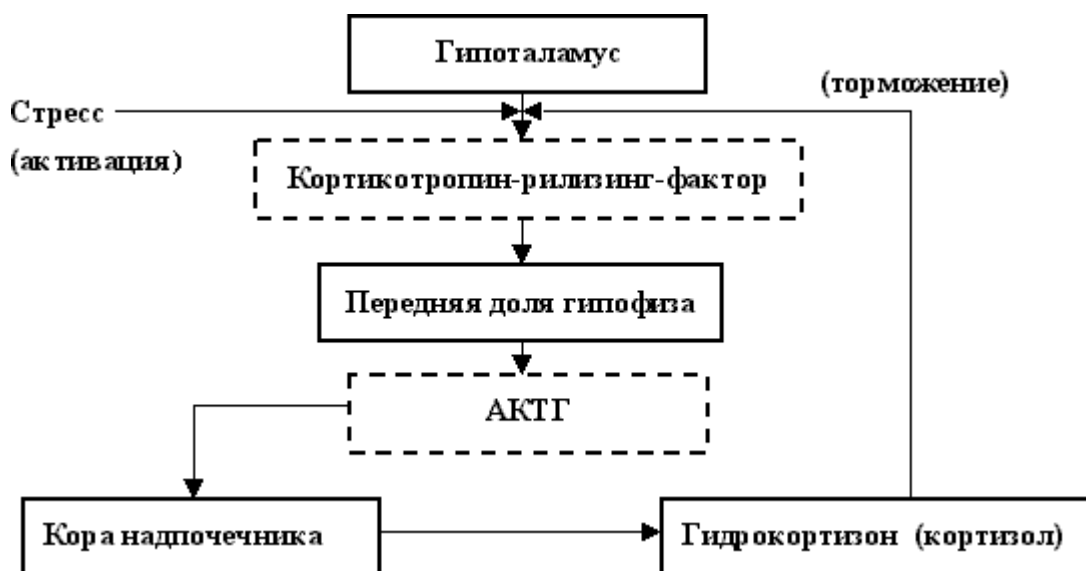 Гипоталамус
(торможение)
Стресс
(активация)
Кортикотропин-рилизинг-фактор
Передняя доля гипофиза
АКТГ
Кора надпочечника
Гидрокортизон (кортизол)